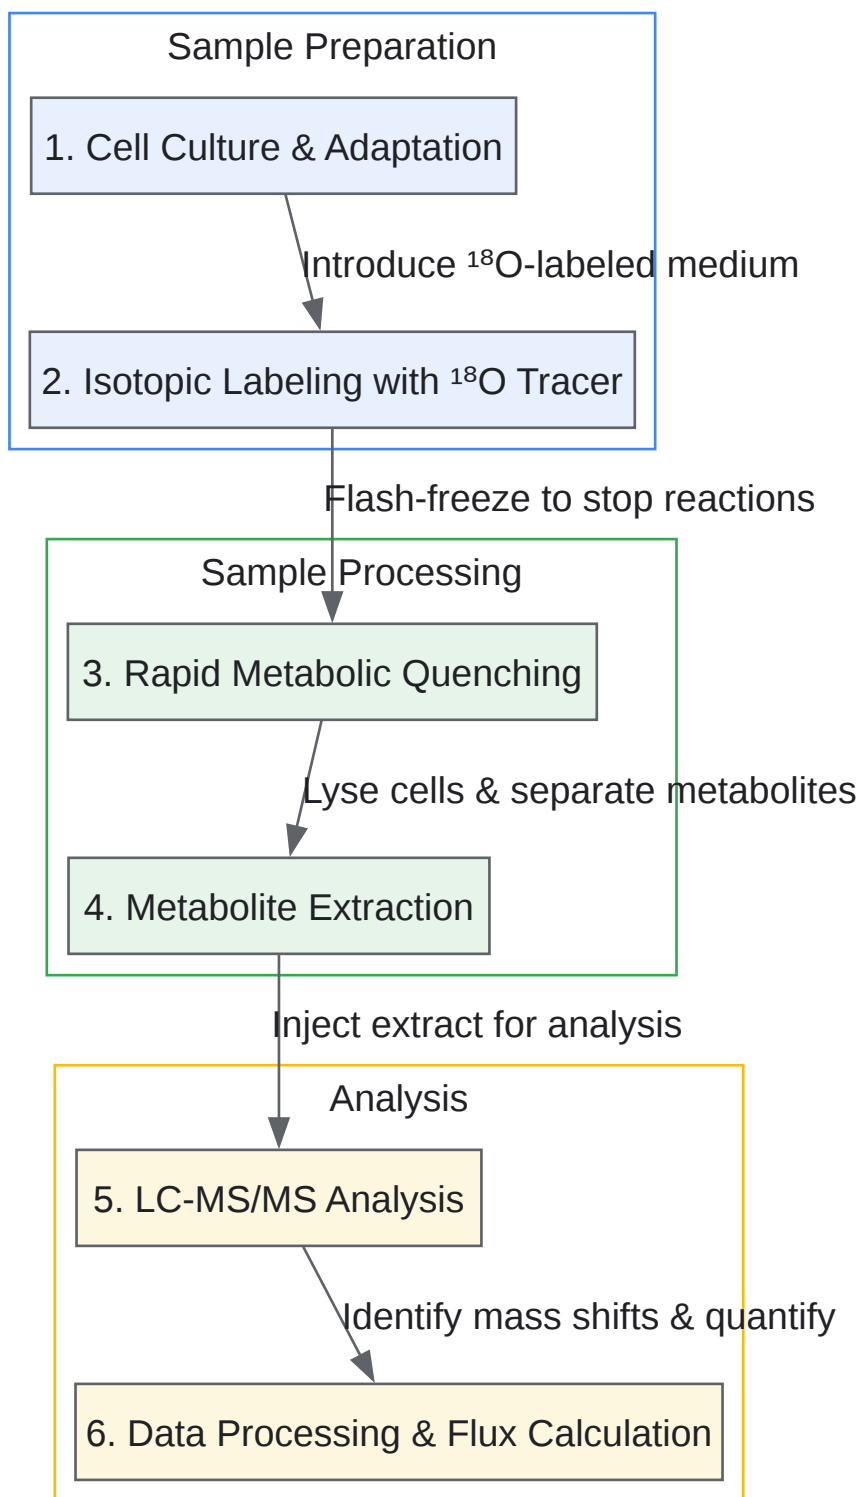 Sample Preparation
1. Cell Culture & Adaptation
Introduce ¹⁸O-labeled medium
2. Isotopic Labeling with ¹⁸O Tracer
Flash-freeze to stop reactions
Sample Processing
3. Rapid Metabolic Quenching
Lyse cells & separate metabolites
4. Metabolite Extraction
Inject extract for analysis
Analysis
5. LC-MS/MS Analysis
Identify mass shifts & quantify
6. Data Processing & Flux Calculation